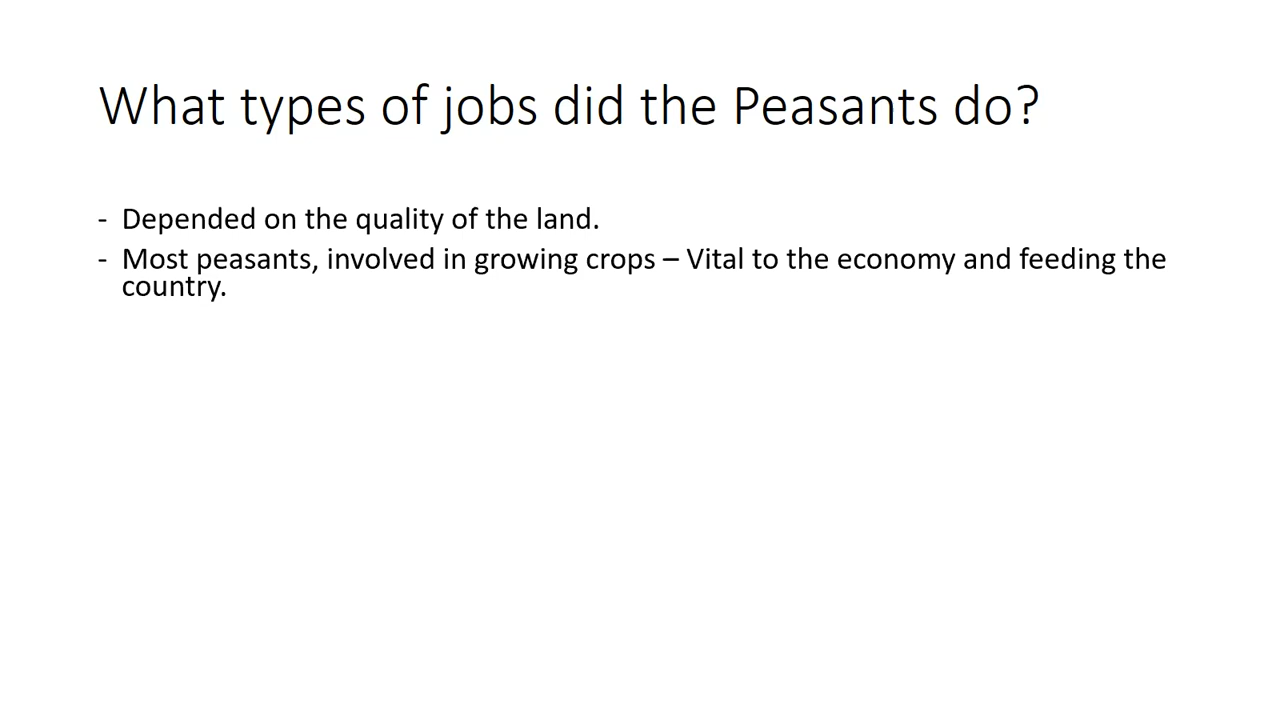 What types of jobs did the Peasants do?
- Depended on the quality of the land.
- Most peasants, involved in growing crops – Vital to the economy and feeding the
country.